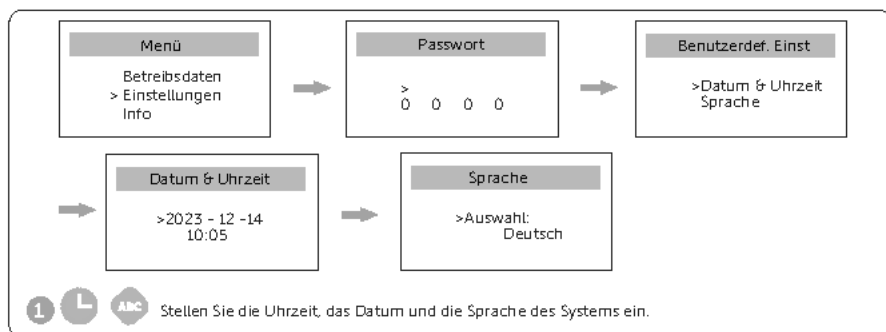 Menü
Betreibsdaten
> Einstellungen
Info
Passwort
>
0 0 0 0
Benutzerdef. Einst
>Datum & Uhrzeit
Sprache
Datum & Uhrzeit
>2023 - 12 -14
10:05
Sprache
>Auswahl:
Deutsch
1 ABC Stellen Sie die Uhrzeit, das Datum und die Sprache des Systems ein.